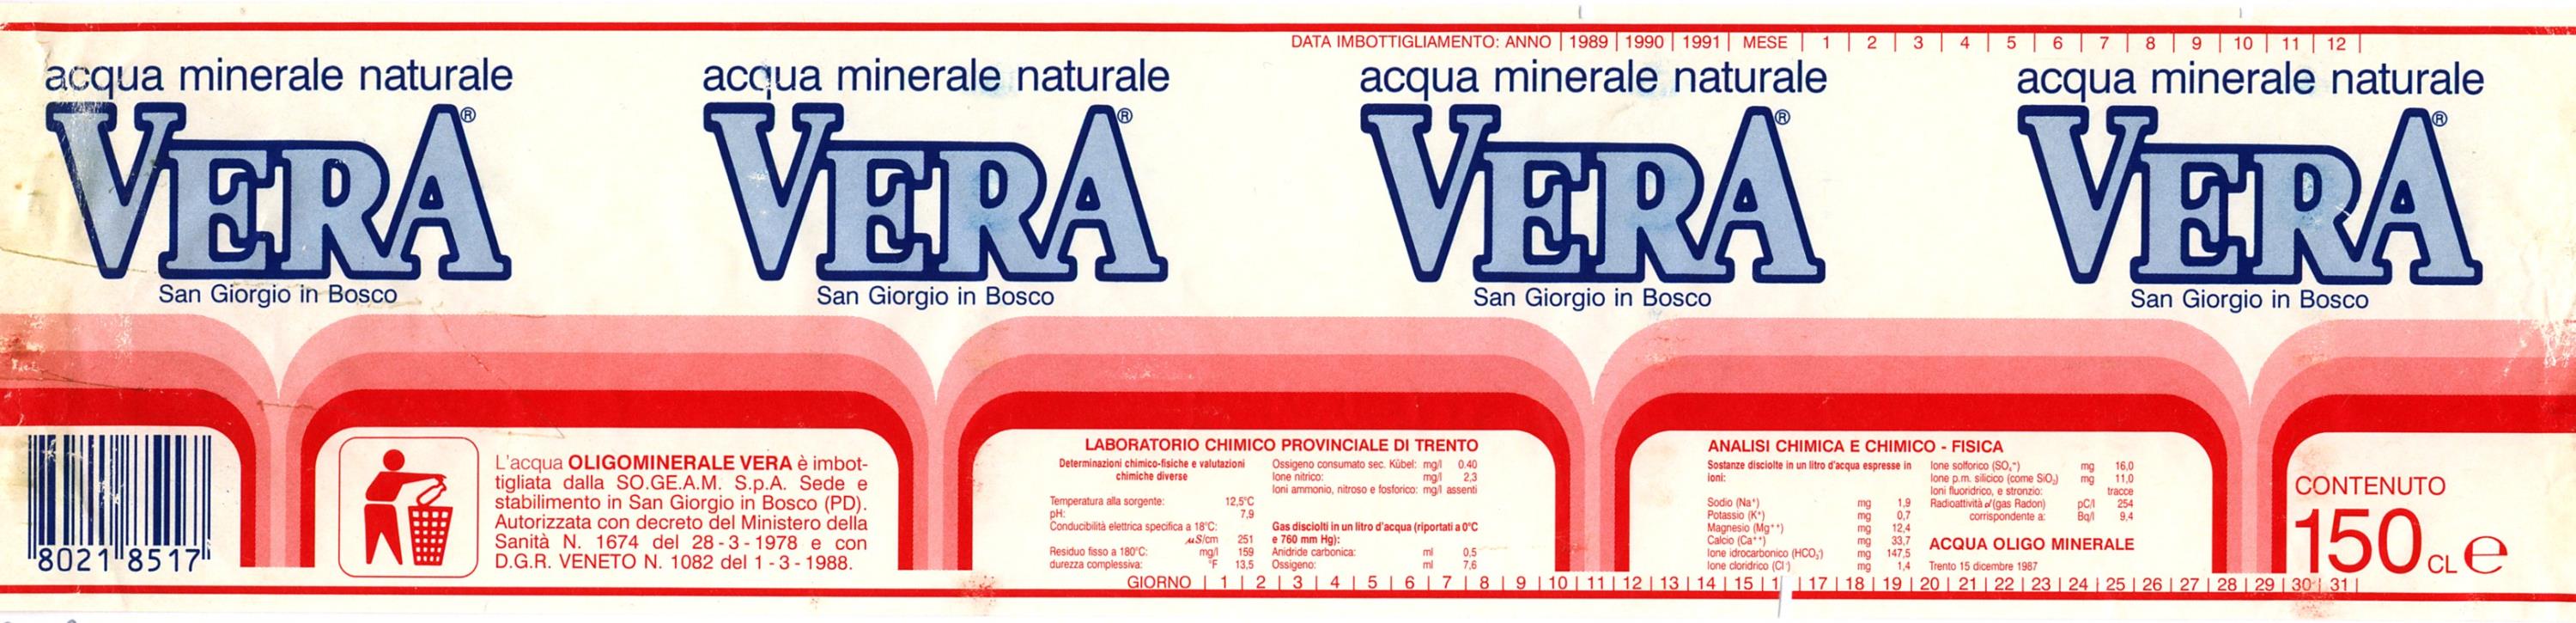 DATA IMBOTTIGLIAMENTO: ANNO | 1989 | 1990 | 1991 | MESE | 1 | 2 | 3 | 4 | 5 | 6 | 7 | 8 | 9 | 10 | 11 | 12 |
acqua minerale naturale
VERA®
San Giorgio in Bosco
acqua minerale naturale
VERA®
San Giorgio in Bosco
acqua minerale naturale
VERA®
San Giorgio in Bosco
acqua minerale naturale
VERA®
San Giorgio in Bosco
8021 8517
L'acqua OLIGOMINERALE VERA è imbot-
tigliata dalla SO.GE.A.M. S.p.A. Sede e
stabilimento in San Giorgio in Bosco (PD).
Autorizzata con decreto del Ministero della
Sanità N. 1674 del 28-3-1978 e con
D.G.R. VENETO N. 1082 del 1-3-1988.
LABORATORIO CHIMICO PROVINCIALE DI TRENTO
Determinazioni chimico-fisiche e valutazioni
chimiche diverse
Temperatura alla sorgente: 12,5°C
pH: 7,9
Conducibilità elettrica specifica a 18°C:
µS/cm 251
Residuo fisso a 180°C: mg/l 159
durezza complessiva: °F 13,5
Ossigeno consumato sec. Kübel: mg/l 0.40
Ione nitrico: mg/l 2,3
Ioni ammonio, nitroso e fosforico: mg/l assenti
Gas disciolti in un litro d'acqua (riportati a 0°C
e 760 mm Hg):
Anidride carbonica: ml 0,5
Ossigeno: ml 7,6
ANALISI CHIMICA E CHIMICO - FISICA
Sostanze disciolte in un litro d'acqua espresse in
Ioni:
Sodio (Na⁺) mg 1,9
Potassio (K⁺) mg 0,7
Magnesio (Mg⁺⁺) mg 12,4
Calcio (Ca⁺⁺) mg 33,7
Ione idrocarbonico (HCO₃⁻) mg 147,5
Ione cloridrico (Cl⁻) mg 1,4
Ione solforico (SO₄⁼) mg 16,0
Ione p.m. silicico (come SiO₂) mg 11,0
Ioni fluoridrico, e stronzio: tracce
Radioattività α (gas Radon) pC/l 254
corrispondente a: Bq/l 9,4
ACQUA OLIGO MINERALE
Trento 15 dicembre 1987
CONTENUTO
150 CL e
GIORNO | 1 | 2 | 3 | 4 | 5 | 6 | 7 | 8 | 9 | 10 | 11 | 12 | 13 | 14 | 15 | 1 | 17 | 18 | 19 | 20 | 21 | 22 | 23 | 24 | 25 | 26 | 27 | 28 | 29 | 30 | 31 |